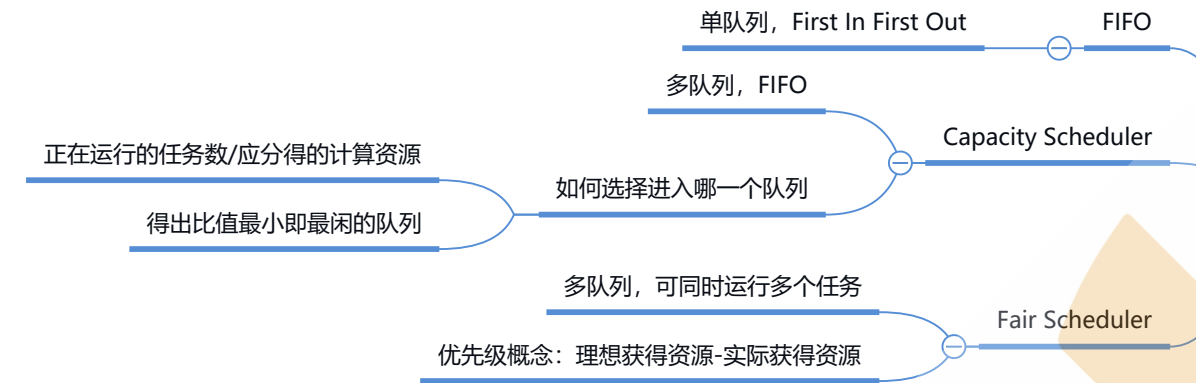 单队列，First In First Out
FIFO
多队列，FIFO
Capacity Scheduler
正在运行的任务数/应分得的计算资源
如何选择进入哪一个队列
得出比值最小即最闲的队列
多队列，可同时运行多个任务
Fair Scheduler
优先级概念：理想获得资源-实际获得资源